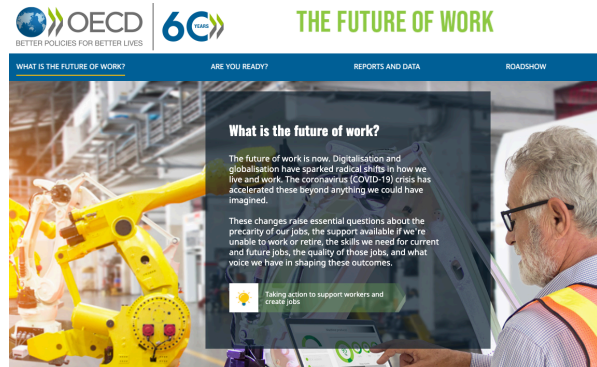 OECD
BETTER POLICIES FOR BETTER LIVES
60 YEARS
THE FUTURE OF WORK
WHAT IS THE FUTURE OF WORK?
ARE YOU READY?
REPORTS AND DATA
ROADSHOW
What is the future of work?
The future of work is now. Digitalisation and
globalisation have sparked radical shifts in how we
live and work. The coronavirus (COVID-19) crisis has
accelerated these beyond anything we could have
imagined.
These changes raise essential questions about the
precarity of our jobs, the support available if we're
unable to work or retire, the skills we need for current
and future jobs, the quality of those jobs, and what
voice we have in shaping these outcomes.
Taking action to support workers and
create jobs